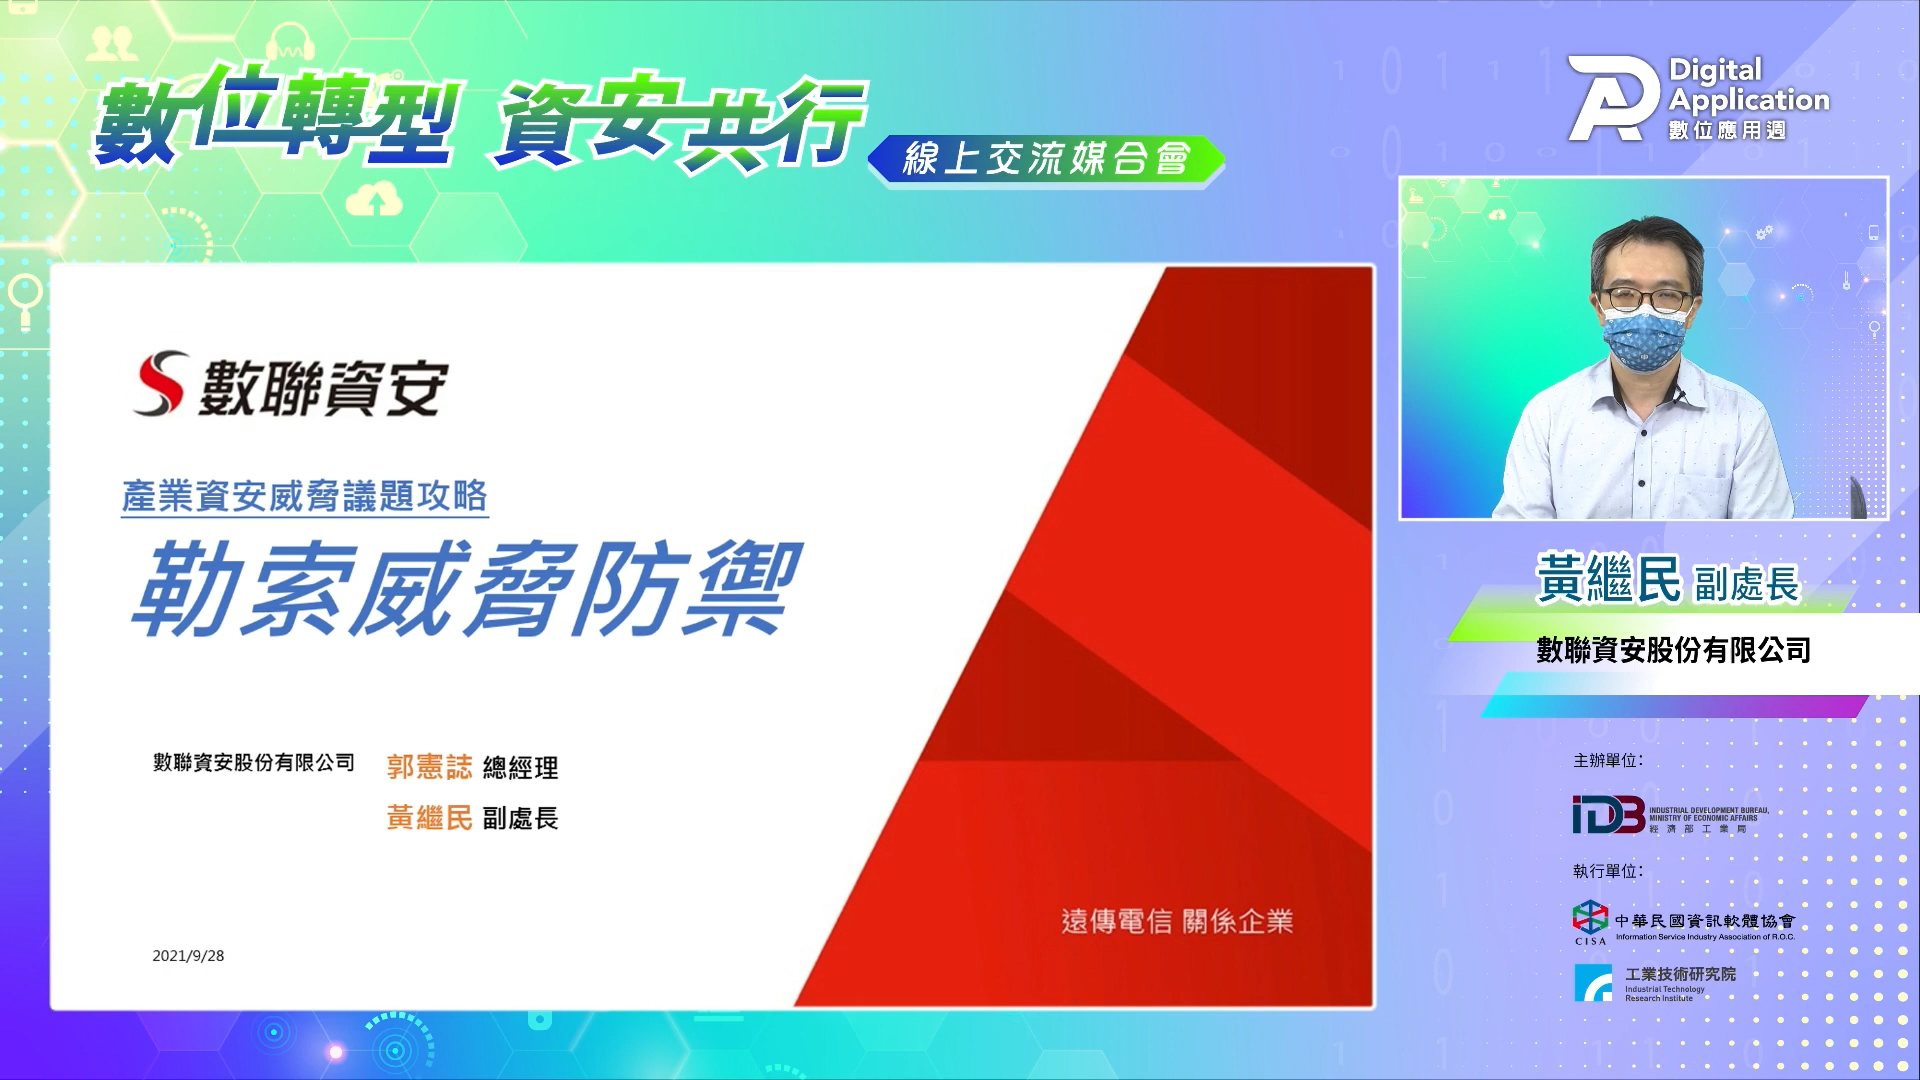 數位轉型 資安共行
線上交流媒合會
Digital
Application
數位應用週
數聯資安
產業資安威脅議題攻略
勒索威脅防禦
數聯資安股份有限公司 郭憲誌 總經理
黃繼民 副處長
遠傳電信 關係企業
2021/9/28
黃繼民 副處長
數聯資安股份有限公司
主辦單位:
IDB
INDUSTRIAL DEVELOPMENT BUREAU,
MINISTRY OF ECONOMIC AFFAIRS
經濟部工業局
執行單位:
CISA
中華民國資訊軟體協會
Information Service Industry Association of R.O.C.
工業技術研究院
Industrial Technology
Research Institute